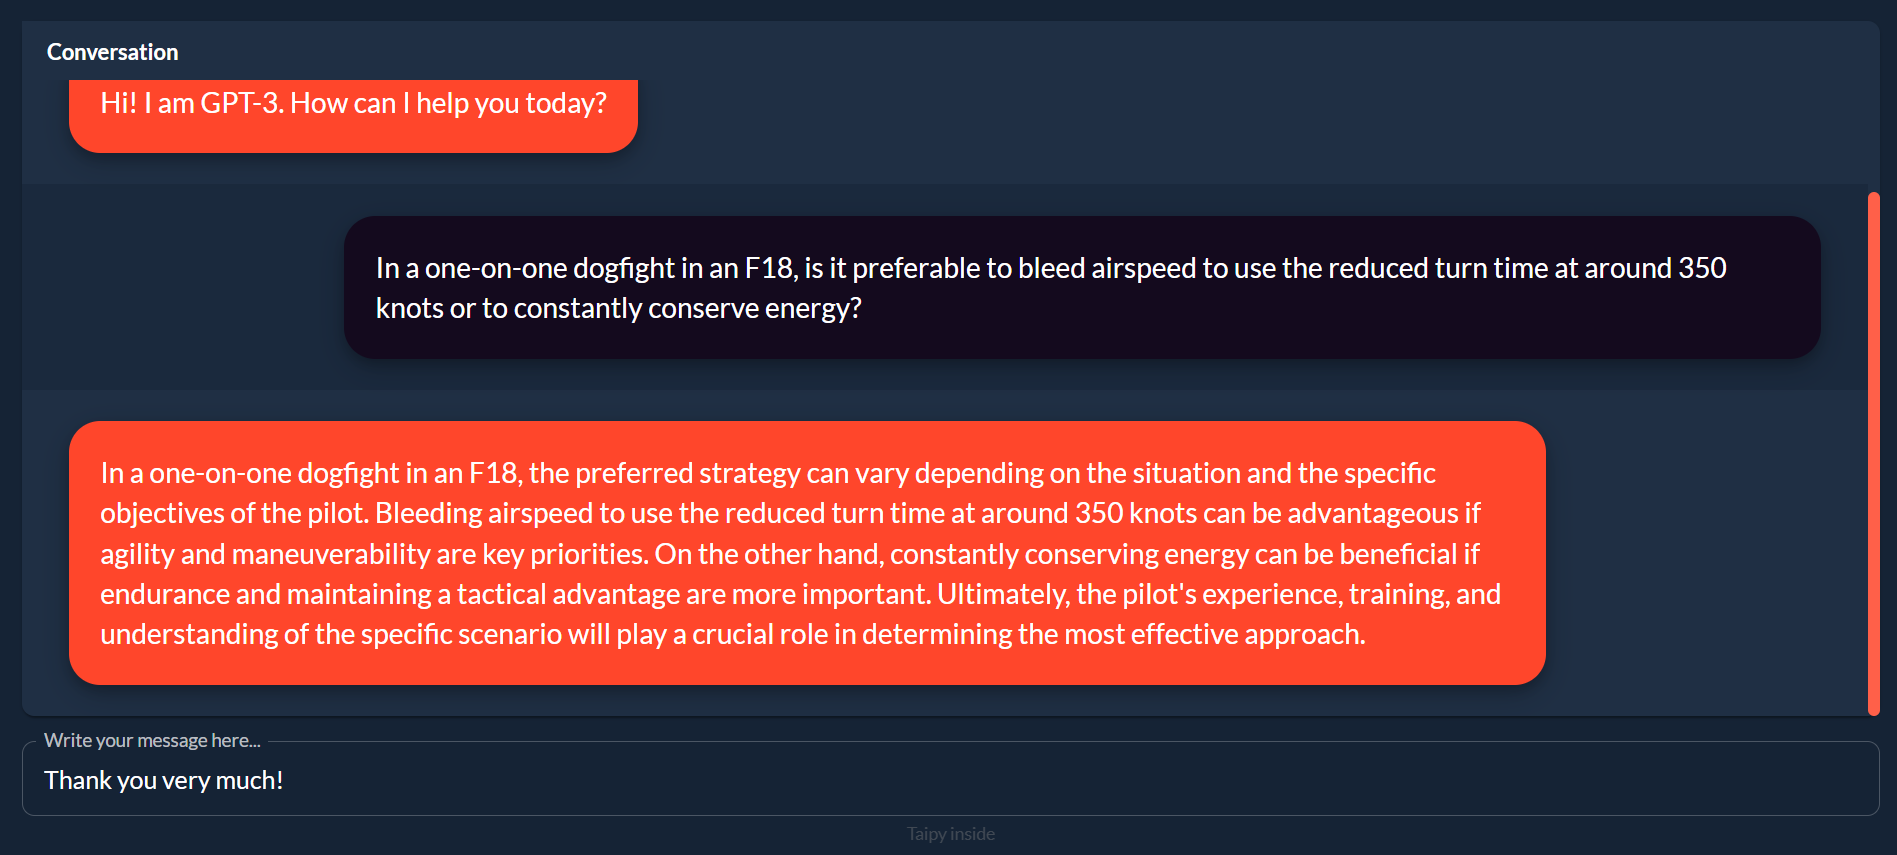 Conversation
Hi! I am GPT-3. How can I help you today?
In a one-on-one dogfight in an F18, is it preferable to bleed airspeed to use the reduced turn time at around 350
knots or to constantly conserve energy?
In a one-on-one dogfight in an F18, the preferred strategy can vary depending on the situation and the specific
objectives of the pilot. Bleeding airspeed to use the reduced turn time at around 350 knots can be advantageous if
agility and maneuverability are key priorities. On the other hand, constantly conserving energy can be beneficial if
endurance and maintaining a tactical advantage are more important. Ultimately, the pilot's experience, training, and
understanding of the specific scenario will play a crucial role in determining the most effective approach.
Write your message here...
Thank you very much!
Taipy inside